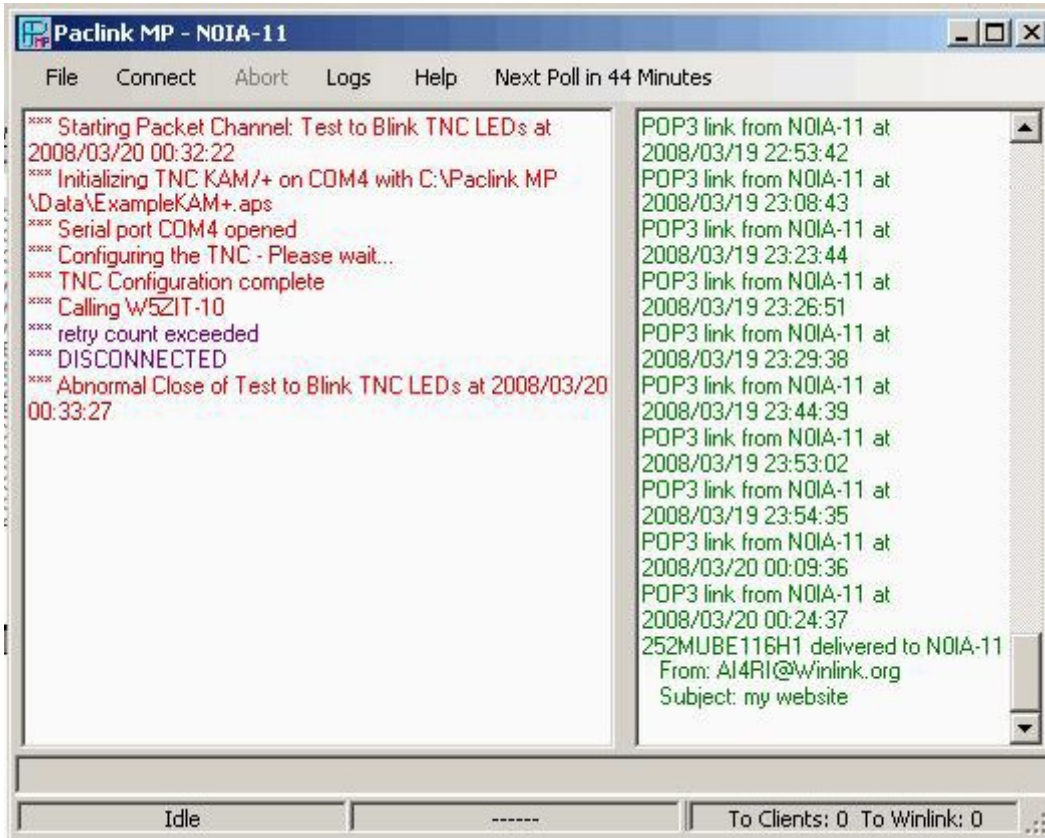 Paclink MP - N0IA-11
File Connect Abort Logs Help Next Poll in 44 Minutes
*** Starting Packet Channel: Test to Blink TNC LEDs at
2008/03/20 00:32:22
*** Initializing TNC KAM/+ on COM4 with C:\Paclink MP
\Data\ExampleKAM+.aps
*** Serial port COM4 opened
*** Configuring the TNC - Please wait...
*** TNC Configuration complete
*** Calling W5ZIT-10
*** retry count exceeded
*** DISCONNECTED
*** Abnormal Close of Test to Blink TNC LEDs at 2008/03/20
00:33:27
POP3 link from N0IA-11 at
2008/03/19 22:53:42
POP3 link from N0IA-11 at
2008/03/19 23:08:43
POP3 link from N0IA-11 at
2008/03/19 23:23:44
POP3 link from N0IA-11 at
2008/03/19 23:26:51
POP3 link from N0IA-11 at
2008/03/19 23:29:38
POP3 link from N0IA-11 at
2008/03/19 23:44:39
POP3 link from N0IA-11 at
2008/03/19 23:53:02
POP3 link from N0IA-11 at
2008/03/19 23:54:35
POP3 link from N0IA-11 at
2008/03/20 00:09:36
POP3 link from N0IA-11 at
2008/03/20 00:24:37
252MUBE116H1 delivered to N0IA-11
From: AI4RI@Winlink.org
Subject: my website
Idle
------
To Clients: 0 To Winlink: 0